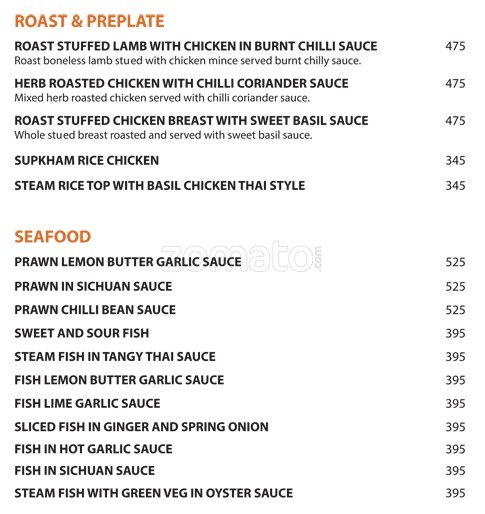 ROAST & PREPLATE
ROAST STUFFED LAMB WITH CHICKEN IN BURNT CHILLI SAUCE 475
Roast boneless lamb stued with chicken mince served burnt chilly sauce.
HERB ROASTED CHICKEN WITH CHILLI CORIANDER SAUCE 475
Mixed herb roasted chicken served with chilli coriander sauce.
ROAST STUFFED CHICKEN BREAST WITH SWEET BASIL SAUCE 475
Whole stued breast roasted and served with sweet basil sauce.
SUPKHAM RICE CHICKEN 345
STEAM RICE TOP WITH BASIL CHICKEN THAI STYLE 345
SEAFOOD
zomato.com
PRAWN LEMON BUTTER GARLIC SAUCE 525
PRAWN IN SICHUAN SAUCE 525
PRAWN CHILLI BEAN SAUCE 525
SWEET AND SOUR FISH 395
STEAM FISH IN TANGY THAI SAUCE 395
FISH LEMON BUTTER GARLIC SAUCE 395
FISH LIME GARLIC SAUCE 395
SLICED FISH IN GINGER AND SPRING ONION 395
FISH IN HOT GARLIC SAUCE 395
FISH IN SICHUAN SAUCE 395
STEAM FISH WITH GREEN VEG IN OYSTER SAUCE 395